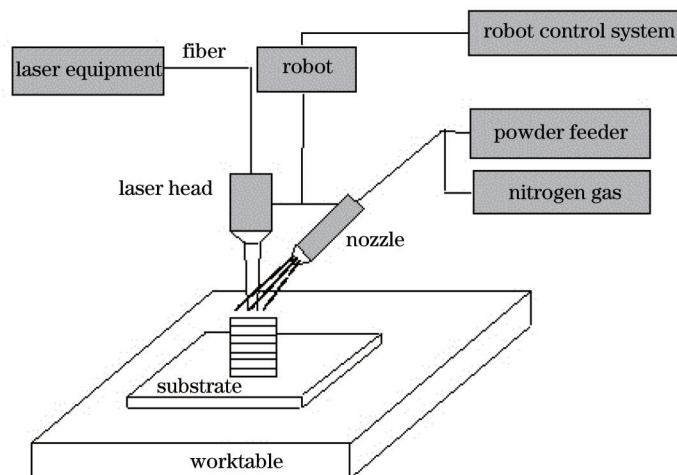 robot control system
fiber
laser equipment
robot
powder feeder
laser head
nitrogen gas
nozzle
substrate
worktable